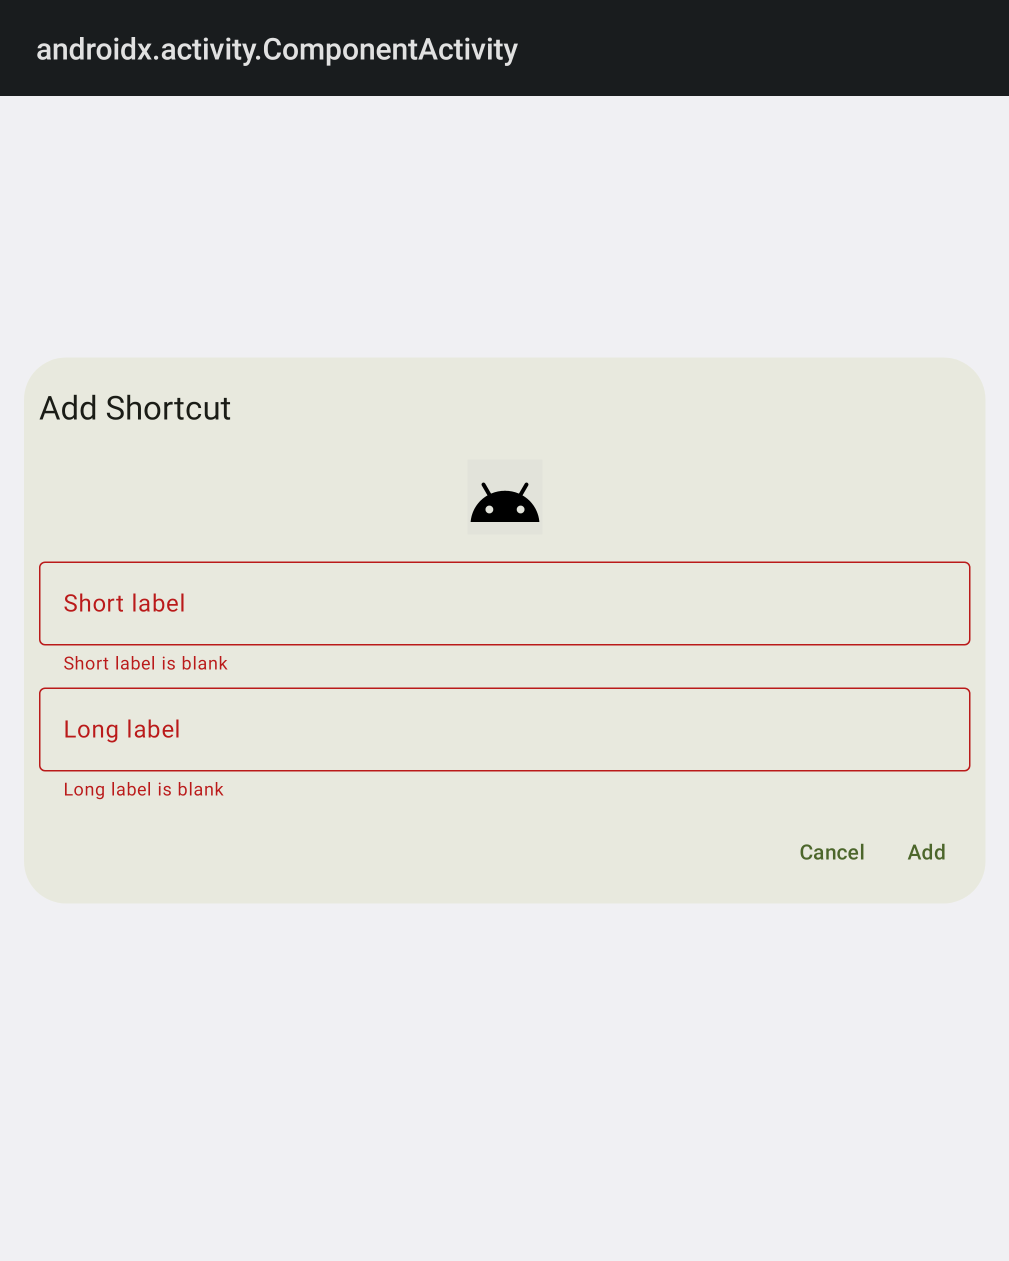 androidx.activity.ComponentActivity
Add Shortcut
Short label
Short label is blank
Long label
Long label is blank
Cancel Add